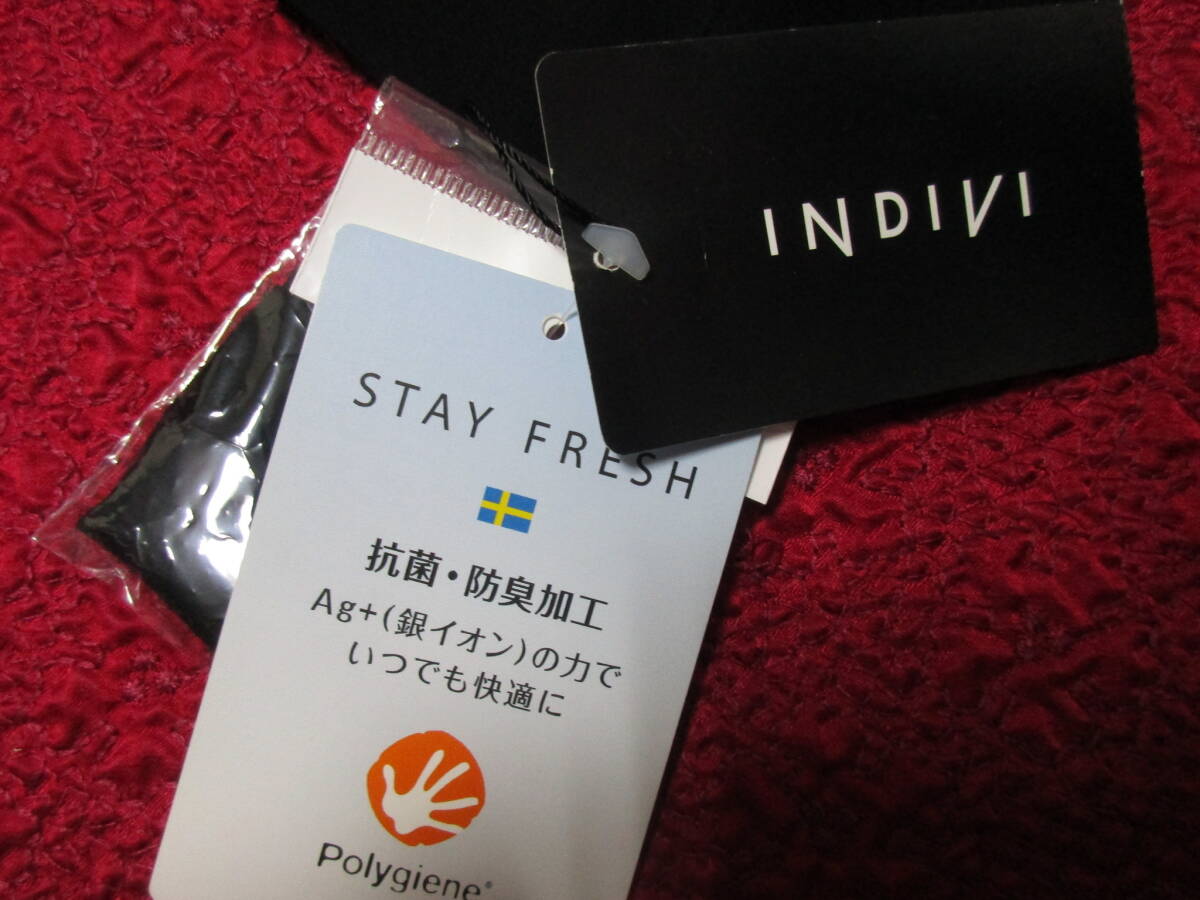 INDIVI
STAY FRESH
抗菌・防臭加工
Ag+(銀イオン)の力で
いつでも快適に
Polygiene®